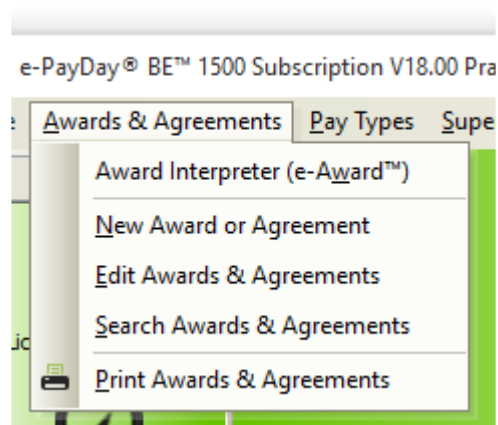 e-PayDay® BE™ 1500 Subscription V18.00 Pra
Awards & Agreements Pay Types Supe
Award Interpreter (e-Award™)
New Award or Agreement
Edit Awards & Agreements
Search Awards & Agreements
Print Awards & Agreements